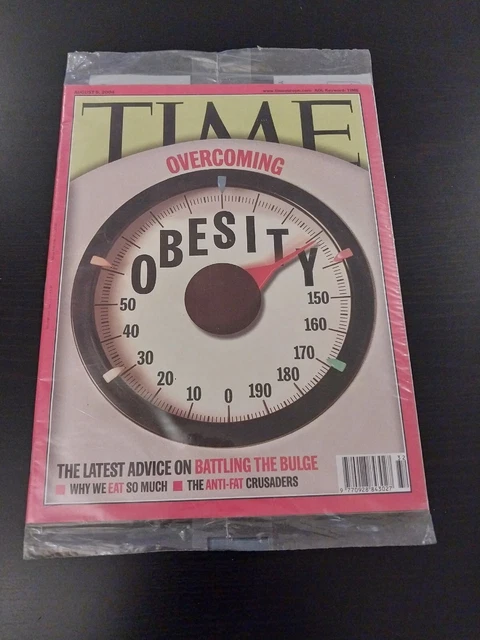 TIME
OVERCOMING
OBESITY
50
150
40
160
30
170
20
180
10
0
190
THE LATEST ADVICE ON BATTLING THE BULGE
WHY WE EAT SO MUCH THE ANTI-FAT CRUSADERS